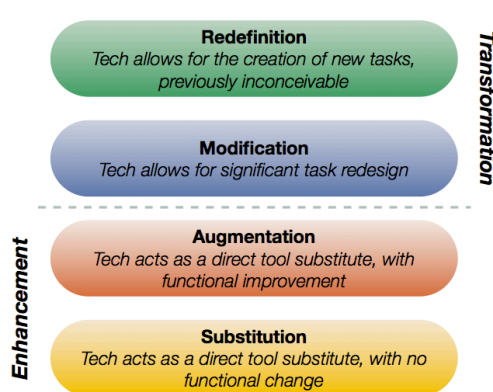 Redefinition
Tech allows for the creation of new tasks,
previously inconceivable
Modification
Tech allows for significant task redesign
Transformation
Augmentation
Tech acts as a direct tool substitute, with
functional improvement
Substitution
Tech acts as a direct tool substitute, with no
functional change
Enhancement